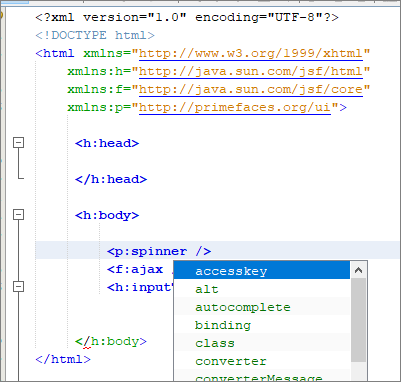 <?xml version="1.0" encoding="UTF-8"?>
<!DOCTYPE html>
<html xmlns="http://www.w3.org/1999/xhtml"
xmlns:h="http://java.sun.com/jsf/html"
xmlns:f="http://java.sun.com/jsf/core"
xmlns:p="http://primefaces.org/ui">
<h:head>
</h:head>
<h:body>
<p:spinner />
<f:ajax
<h:input
accesskey
alt
autocomplete
binding
class
converter
converterMessage
</h:body>
</html>